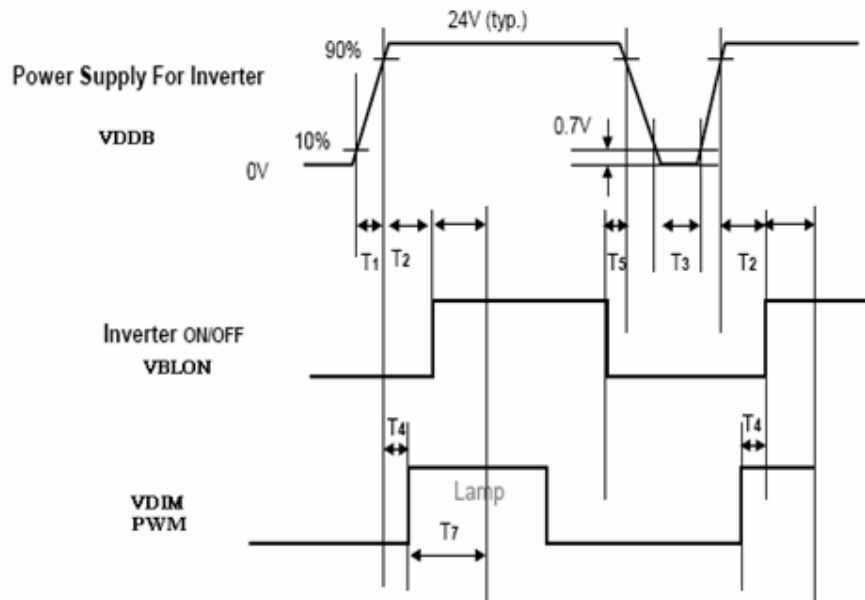 24V (typ.)
90%
Power Supply For Inverter
VDDB
10%
0.7V
0V
T1 T2 T5 T3 T2
Inverter ON/OFF
VBLON
T4 T4
Lamp
VDIM
PWM
T7